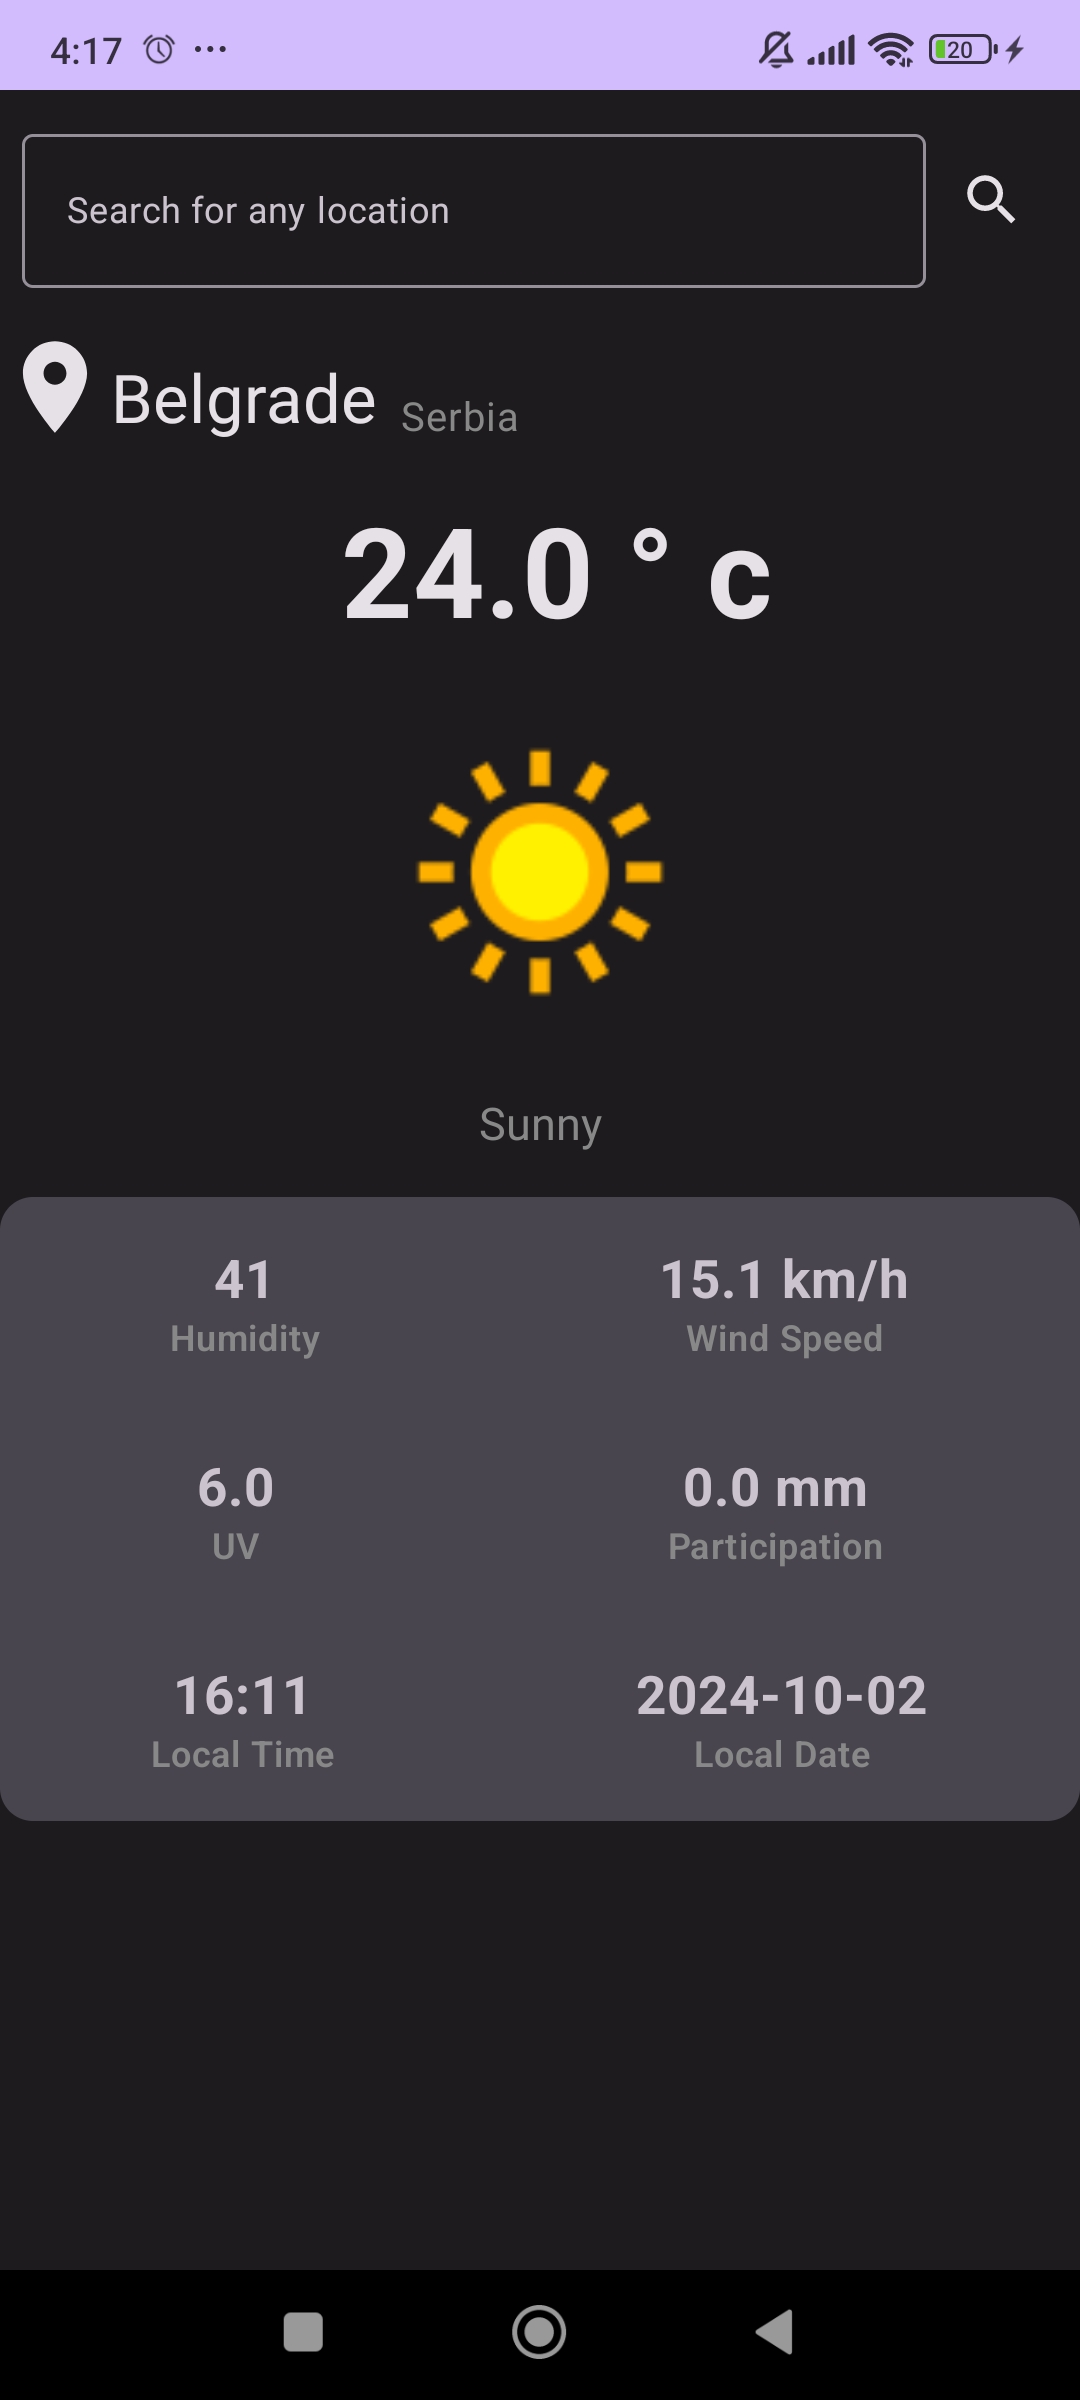 4:17 ... 20
Search for any location
Belgrade Serbia
24.0 ° c
Sunny
41 15.1 km/h
Humidity Wind Speed
6.0 0.0 mm
UV Participation
16:11 2024-10-02
Local Time Local Date